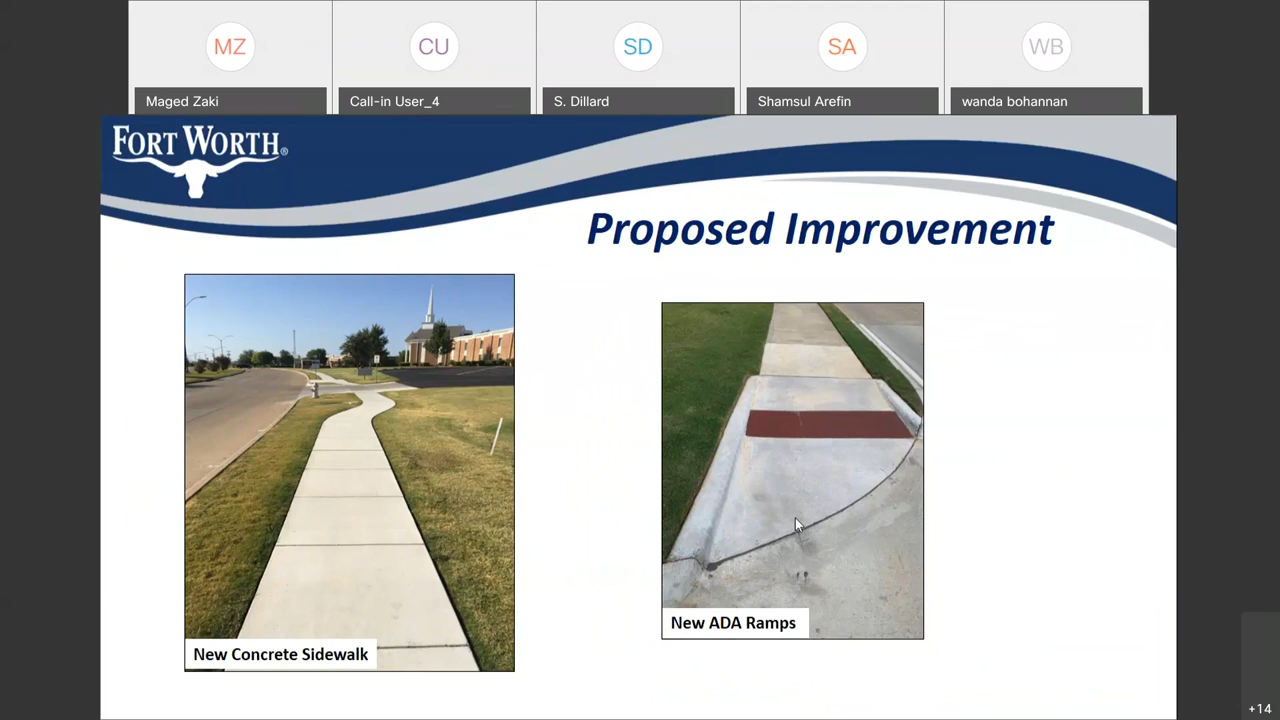 MZ
CU
SD
SA
WB
Maged Zaki
Call-in User_4
S. Dillard
Shamsul Arefin
wanda bohannan
FORT WORTH®
Proposed Improvement
New Concrete Sidewalk
New ADA Ramps
+14